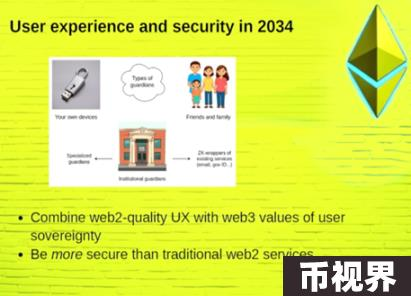 User experience and security in 2034
Types of
guardians
Your own devices
Friends and family
Specialized
guardians
ZK wrappers of
existing services
(email, gov ID...)
Institutional guardians
• Combine web2-quality UX with web3 values of user
sovereignty
• Be more secure than traditional web2 services
币视界